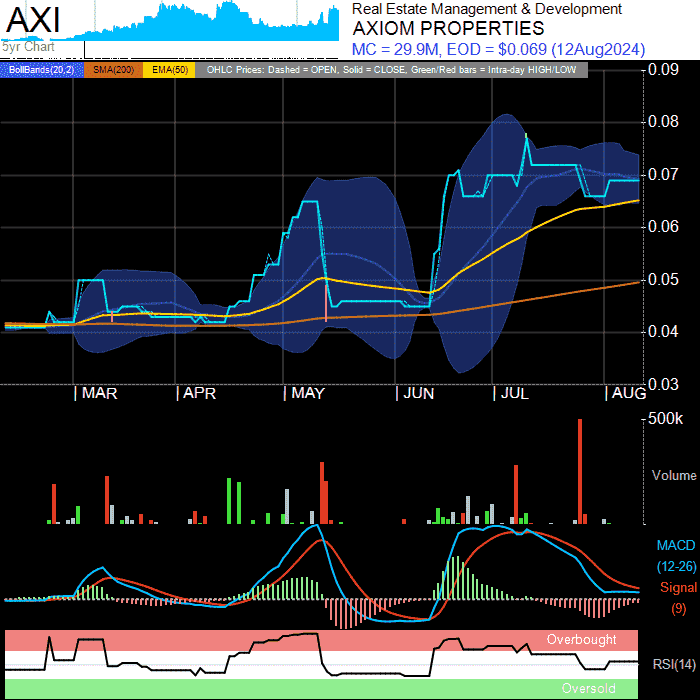 AXI
5yr Chart
Real Estate Management & Development
AXIOM PROPERTIES
MC = 29.9M, EOD = $0.069 (12Aug2024)
BollBands(20,2) SMA(200) EMA(50) OHLC Prices: Dashed = OPEN, Solid = CLOSE, Green/Red bars = Intra-day HIGH/LOW
0.09
0.08
0.07
0.06
0.05
0.04
0.03
MAR APR MAY JUN JUL AUG
500k
Volume
MACD
(12-26)
Signal
(9)
Overbought
RSI(14)
Oversold